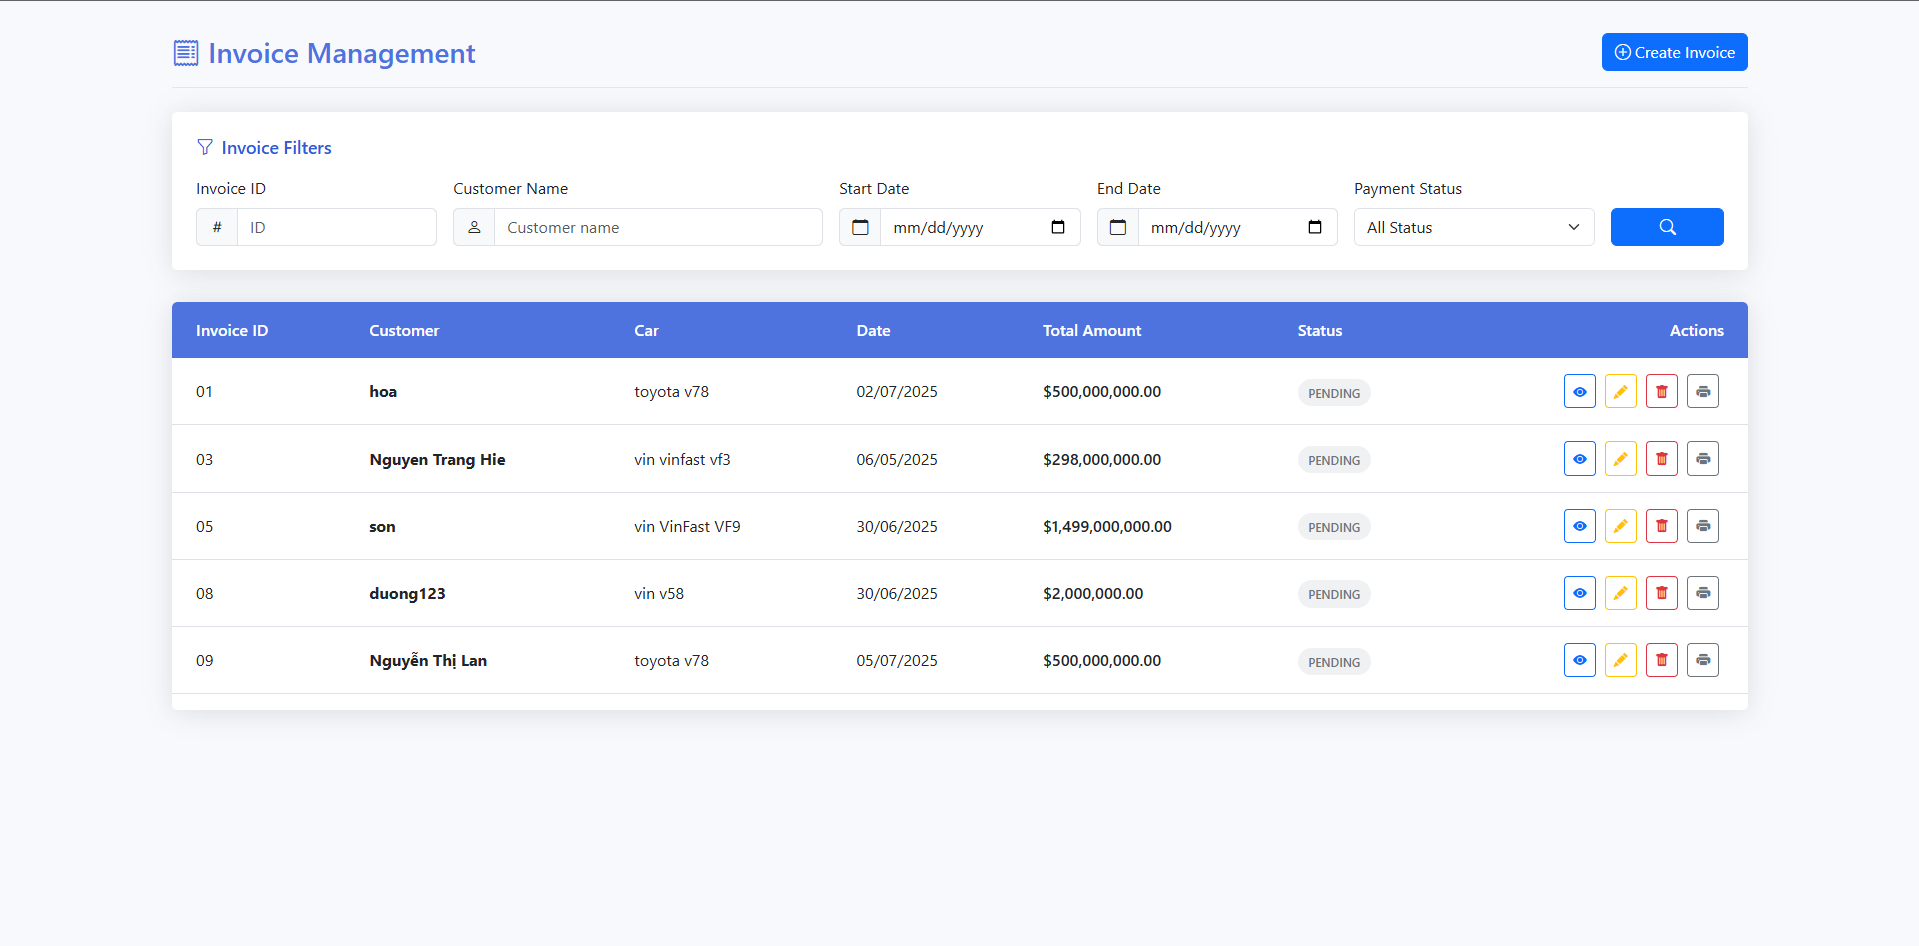 Invoice Management
Create Invoice
Invoice Filters
Invoice ID Customer Name Start Date End Date Payment Status
# ID Customer name mm/dd/yyyy mm/dd/yyyy All Status
Invoice ID Customer Car Date Total Amount Status Actions
01 hoa toyota v78 02/07/2025 $500,000,000.00 PENDING
03 Nguyen Trang Hie vin vinfast vf3 06/05/2025 $298,000,000.00 PENDING
05 son vin VinFast VF9 30/06/2025 $1,499,000,000.00 PENDING
08 duong123 vin v58 30/06/2025 $2,000,000.00 PENDING
09 Nguyễn Thị Lan toyota v78 05/07/2025 $500,000,000.00 PENDING